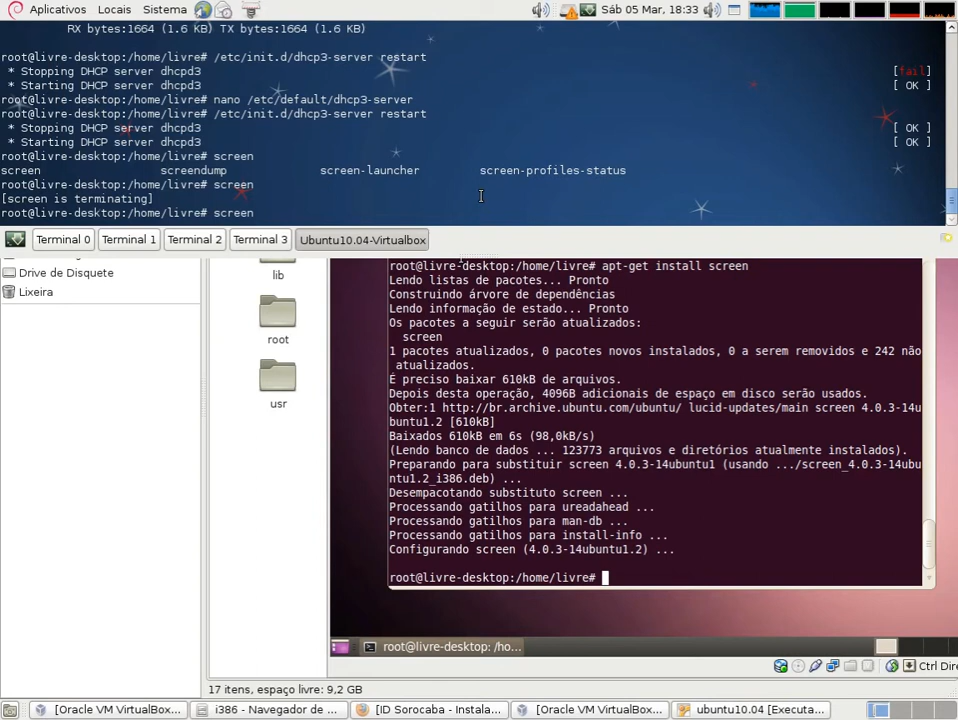 Aplicativos Locais Sistema Sáb 05 Mar, 18:33
RX bytes:1664 (1.6 KB) TX bytes:1664 (1.6 KB)
root@livre-desktop:/home/livre# /etc/init.d/dhcp3-server restart
* Stopping DHCP server dhcpd3 [fail]
* Starting DHCP server dhcpd3 [ OK ]
root@livre-desktop:/home/livre# nano /etc/default/dhcp3-server
root@livre-desktop:/home/livre# /etc/init.d/dhcp3-server restart
* Stopping DHCP server dhcpd3 [ OK ]
* Starting DHCP server dhcpd3 [ OK ]
root@livre-desktop:/home/livre# screen
screen screendump screen-launcher screen-profiles-status
root@livre-desktop:/home/livre# screen
[screen is terminating]
root@livre-desktop:/home/livre# screen
Terminal 0 Terminal 1 Terminal 2 Terminal 3 Ubuntu10.04-Virtualbox
Drive de Disquete
Lixeira
lib
root
usr
root@livre-desktop:/home/livre# apt-get install screen
Lendo listas de pacotes... Pronto
Construindo árvore de dependências
Lendo informação de estado... Pronto
Os pacotes a seguir serão atualizados:
screen
1 pacotes atualizados, 0 pacotes novos instalados, 0 a serem removidos e 242 não
atualizados.
É preciso baixar 610kB de arquivos.
Depois desta operação, 4096B adicionais de espaço em disco serão usados.
Obter:1 http://br.archive.ubuntu.com/ubuntu/ lucid-updates/main screen 4.0.3-14u
buntu1.2 [610kB]
Baixados 610kB em 6s (98,0kB/s)
(Lendo banco de dados ... 123773 arquivos e diretórios atualmente instalados).
Preparando para substituir screen 4.0.3-14ubuntu1 (usando .../screen_4.0.3-14ubu
ntu1.2_i386.deb) ...
Desempacotando substituto screen ...
Processando gatilhos para ureadahead ...
Processando gatilhos para man-db ...
Processando gatilhos para install-info ...
Configurando screen (4.0.3-14ubuntu1.2) ...
root@livre-desktop:/home/livre#
root@livre-desktop: /ho...
Ctrl Dire
17 itens, espaço livre: 9,2 GB
[Oracle VM VirtualBox... i386 - Navegador de ... [ID Sorocaba - Instala... [Oracle VM VirtualBox... ubuntu10.04 [Executa...